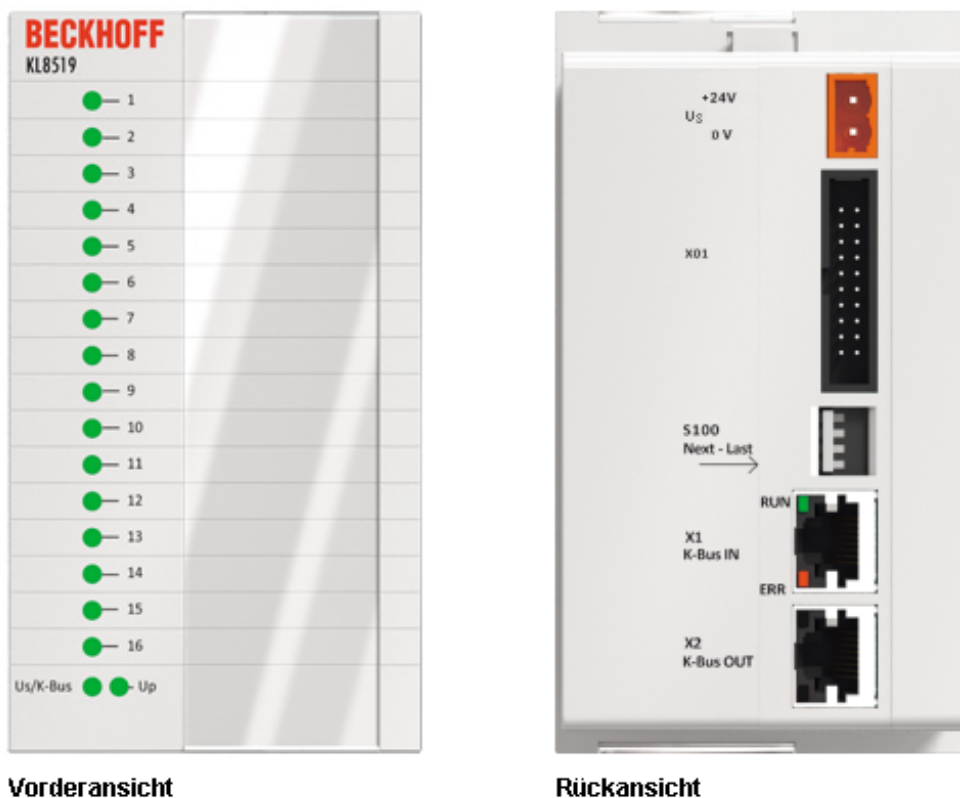 BECKHOFF
KL8519
1
2
3
4
5
6
7
8
9
10
11
12
13
14
15
16
Us/K-Bus
Up
Vorderansicht
+24V
Us
0 V
X01
S100
Next - Last
RUN
X1
K-Bus IN
ERR
X2
K-Bus OUT
Rückansicht